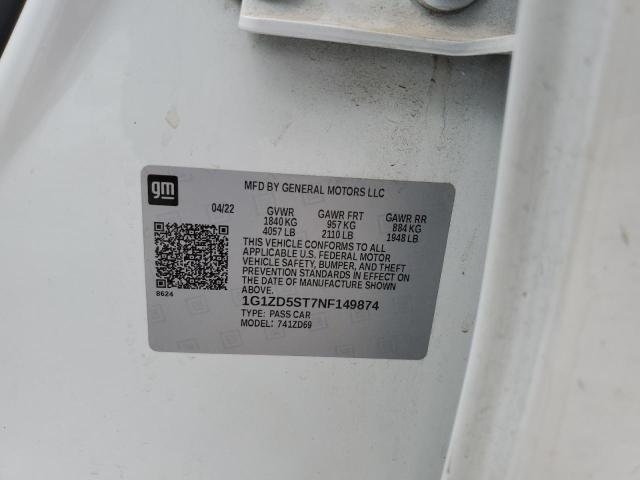 gm
MFD BY GENERAL MOTORS LLC
04/22 GVWR GAWR FRT GAWR RR
1840 KG 957 KG 884 KG
4057 LB 2110 LB 1948 LB
THIS VEHICLE CONFORMS TO ALL
APPLICABLE U.S. FEDERAL MOTOR
VEHICLE SAFETY, BUMPER, AND THEFT
PREVENTION STANDARDS IN EFFECT ON
THE DATE OF MANUFACTURE SHOWN
ABOVE.
8624
1G1ZD5ST7NF149874
TYPE: PASS CAR
MODEL: 741ZD69